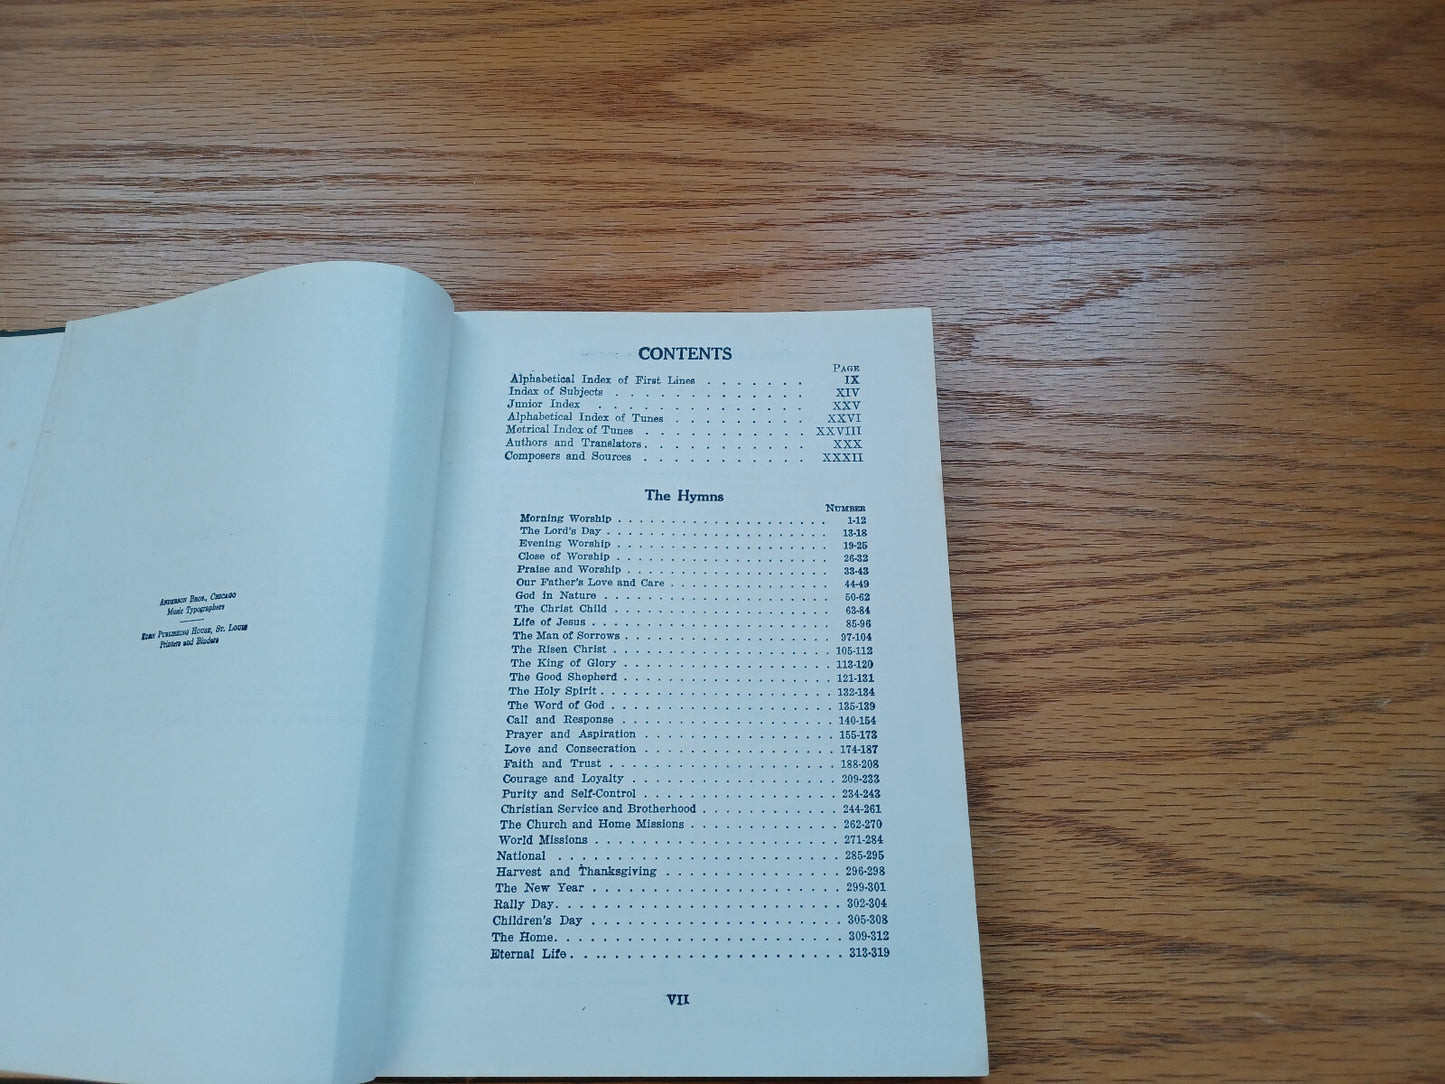 Anderson Bros., Chicago
Music Typographers
Eden Publishing House, St. Louis
Printers and Binders
CONTENTS
Page
Alphabetical Index of First Lines . . . . . . . IX
Index of Subjects . . . . . . . . . . . . . XIV
Junior Index . . . . . . . . . . . . . XXV
Alphabetical Index of Tunes . . . . . . . . . XXVI
Metrical Index of Tunes . . . . . . . . . . . XXVIII
Authors and Translators . . . . . . . . . . . XXX
Composers and Sources . . . . . . . . . . . XXXII
The Hymns
Number
Morning Worship . . . . . . . . . . . . . . . . . . . . 1-12
The Lord's Day . . . . . . . . . . . . . . . . . . . . . 13-18
Evening Worship . . . . . . . . . . . . . . . . . . . . 19-25
Close of Worship . . . . . . . . . . . . . . . . . . . . 26-32
Praise and Worship . . . . . . . . . . . . . . . . . . . 33-43
Our Father's Love and Care . . . . . . . . . . . . . . . 44-49
God in Nature . . . . . . . . . . . . . . . . . . . . . 50-62
The Christ Child . . . . . . . . . . . . . . . . . . . . 63-84
Life of Jesus . . . . . . . . . . . . . . . . . . . . . . 85-96
The Man of Sorrows . . . . . . . . . . . . . . . . . . . 97-104
The Risen Christ . . . . . . . . . . . . . . . . . . . . 105-112
The King of Glory . . . . . . . . . . . . . . . . . . . . 113-120
The Good Shepherd . . . . . . . . . . . . . . . . . . . 121-131
The Holy Spirit . . . . . . . . . . . . . . . . . . . . . 132-134
The Word of God . . . . . . . . . . . . . . . . . . . . 135-139
Call and Response . . . . . . . . . . . . . . . . . . . . 140-154
Prayer and Aspiration . . . . . . . . . . . . . . . . . . 155-173
Love and Consecration . . . . . . . . . . . . . . . . . . 174-187
Faith and Trust . . . . . . . . . . . . . . . . . . . . . 188-208
Courage and Loyalty . . . . . . . . . . . . . . . . . . . 209-233
Purity and Self-Control . . . . . . . . . . . . . . . . . . 234-243
Christian Service and Brotherhood . . . . . . . . . . . . 244-261
The Church and Home Missions . . . . . . . . . . . . . 262-270
World Missions . . . . . . . . . . . . . . . . . . . . . 271-284
National . . . . . . . . . . . . . . . . . . . . . . . . 285-295
Harvest and Thanksgiving . . . . . . . . . . . . . . . . 296-298
The New Year . . . . . . . . . . . . . . . . . . . . . . 299-301
Rally Day . . . . . . . . . . . . . . . . . . . . . . . . 302-304
Children's Day . . . . . . . . . . . . . . . . . . . . . . 305-308
The Home . . . . . . . . . . . . . . . . . . . . . . . . 309-312
Eternal Life . . . . . . . . . . . . . . . . . . . . . . . 313-319
VII